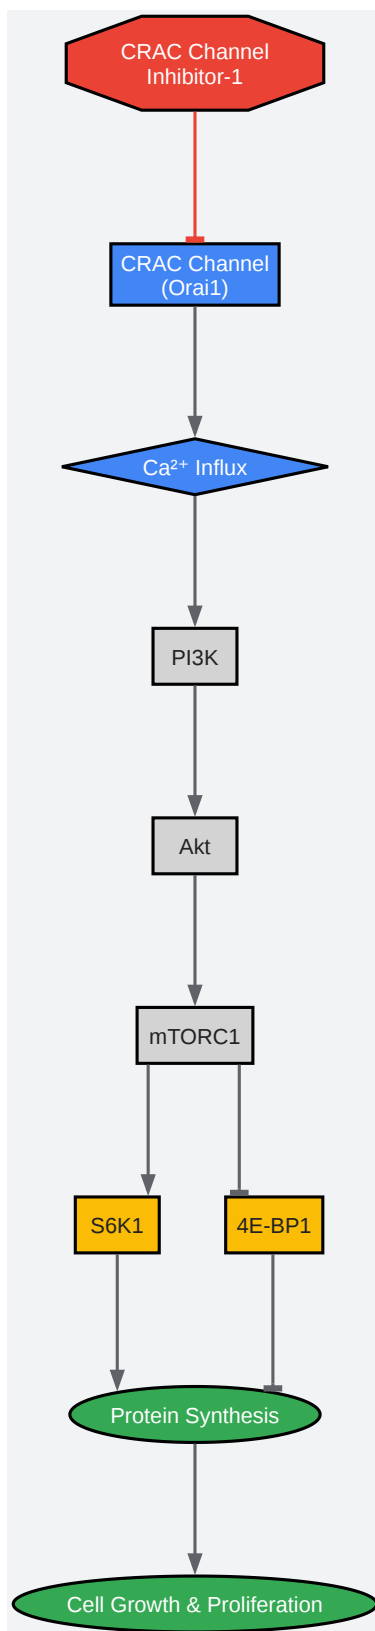 CRAC Channel
Inhibitor-1
CRAC Channel
(Orai1)
Ca²⁺ Influx
PI3K
Akt
mTORC1
S6K1
4E-BP1
Protein Synthesis
Cell Growth & Proliferation